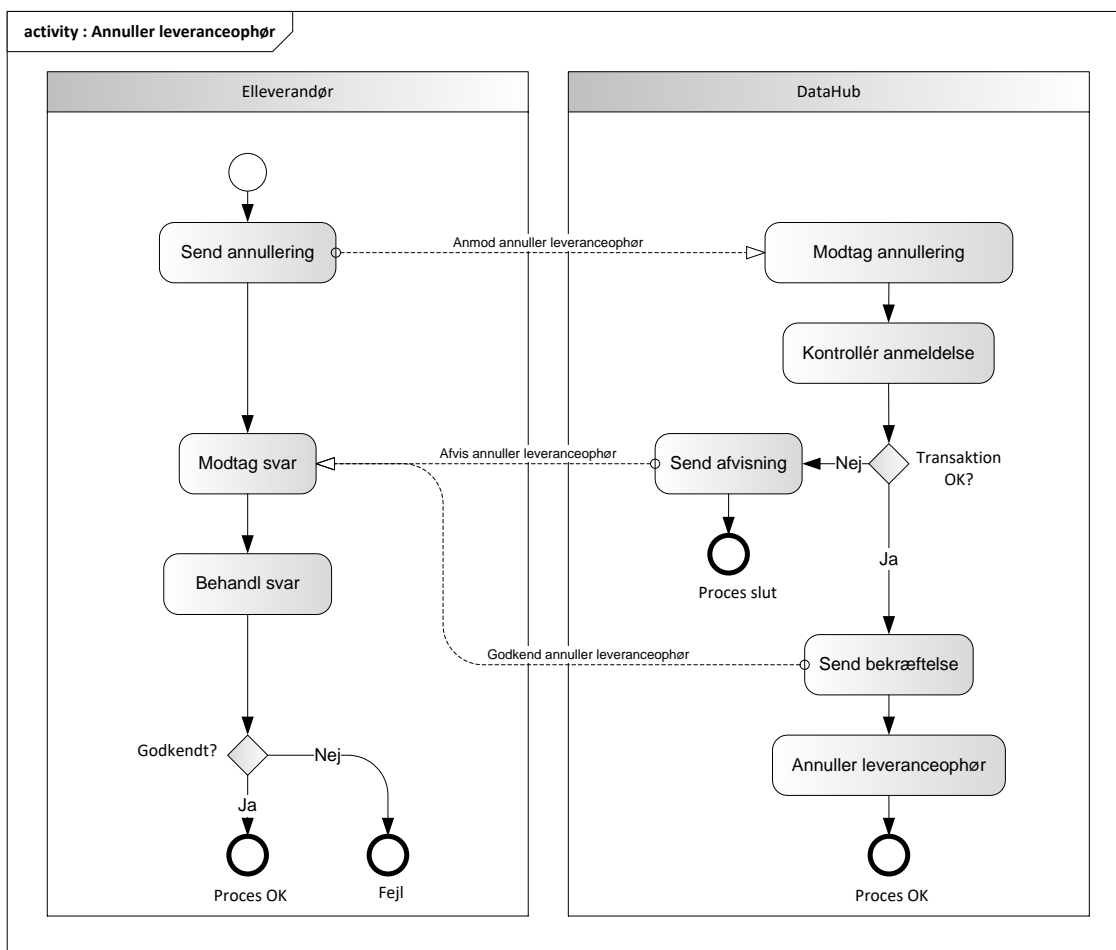 activity : Annuller leveranceophør
Elleverandør
DataHub
Send annullering
Anmod annuller leveranceophør
Modtag annullering
Kontrollér anmeldelse
Modtag svar
Afvis annuller leveranceophør
Send afvisning
Nej
Transaktion
OK?
Behandl svar
Ja
Proces slut
Godkend annuller leveranceophør
Send bekræftelse
Godkendt?
Nej
Annuller leveranceophør
Ja
Proces OK
Fejl
Proces OK